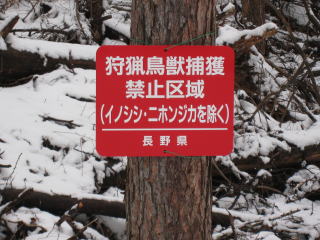 狩猟鳥獣捕獲
禁止区域
(イノシシ・ニホンジカを除く)
長野県